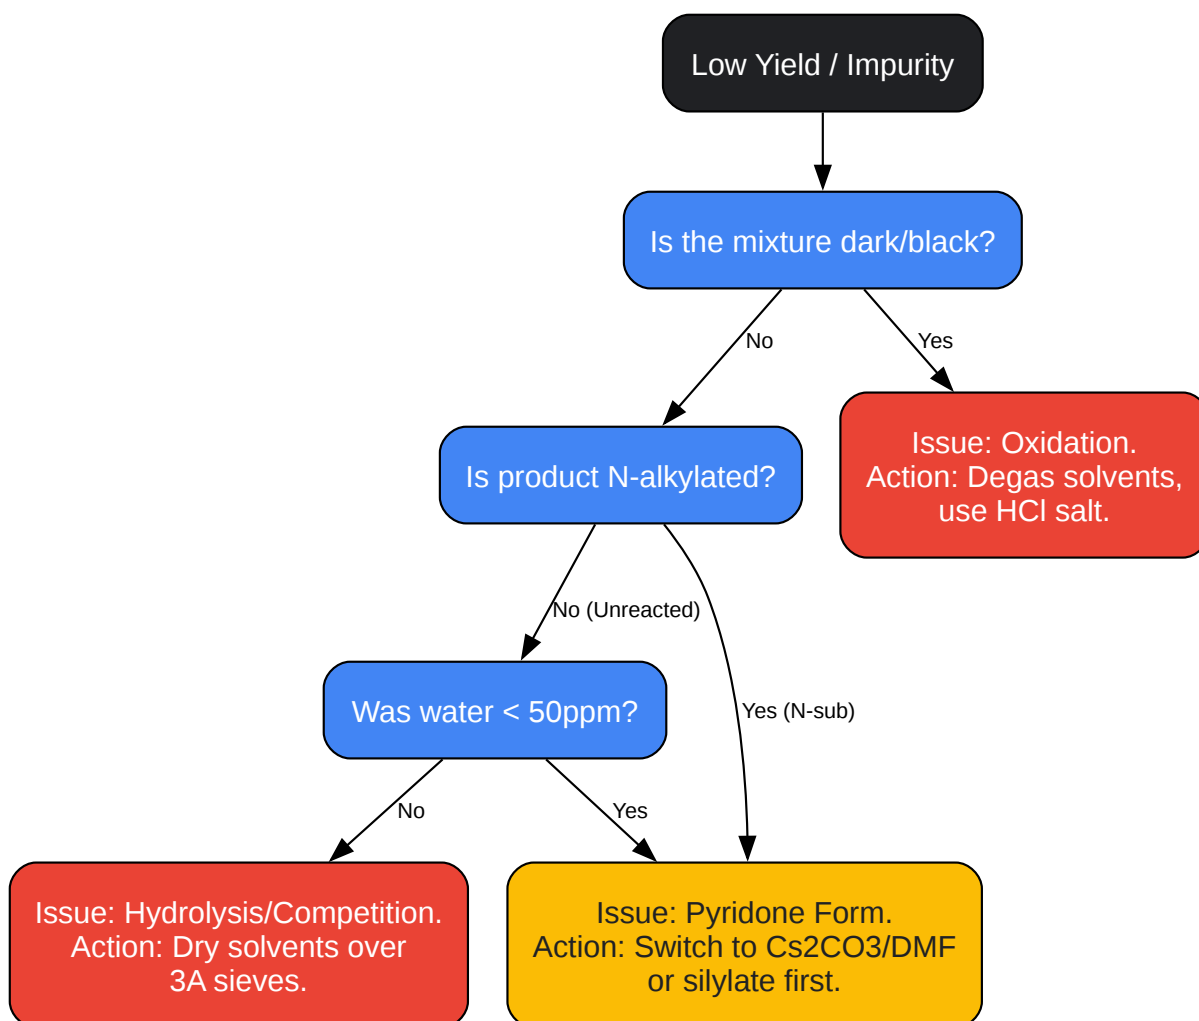 Low Yield / Impurity
Is the mixture dark/black?
No
Yes
Is product N-alkylated?
Issue: Oxidation.
Action: Degas solvents,
use HCl salt.
No (Unreacted)
Yes (N-sub)
Was water < 50ppm?
No
Yes
Issue: Hydrolysis/Competition.
Action: Dry solvents over
3A sieves.
Issue: Pyridone Form.
Action: Switch to Cs2CO3/DMF
or silylate first.